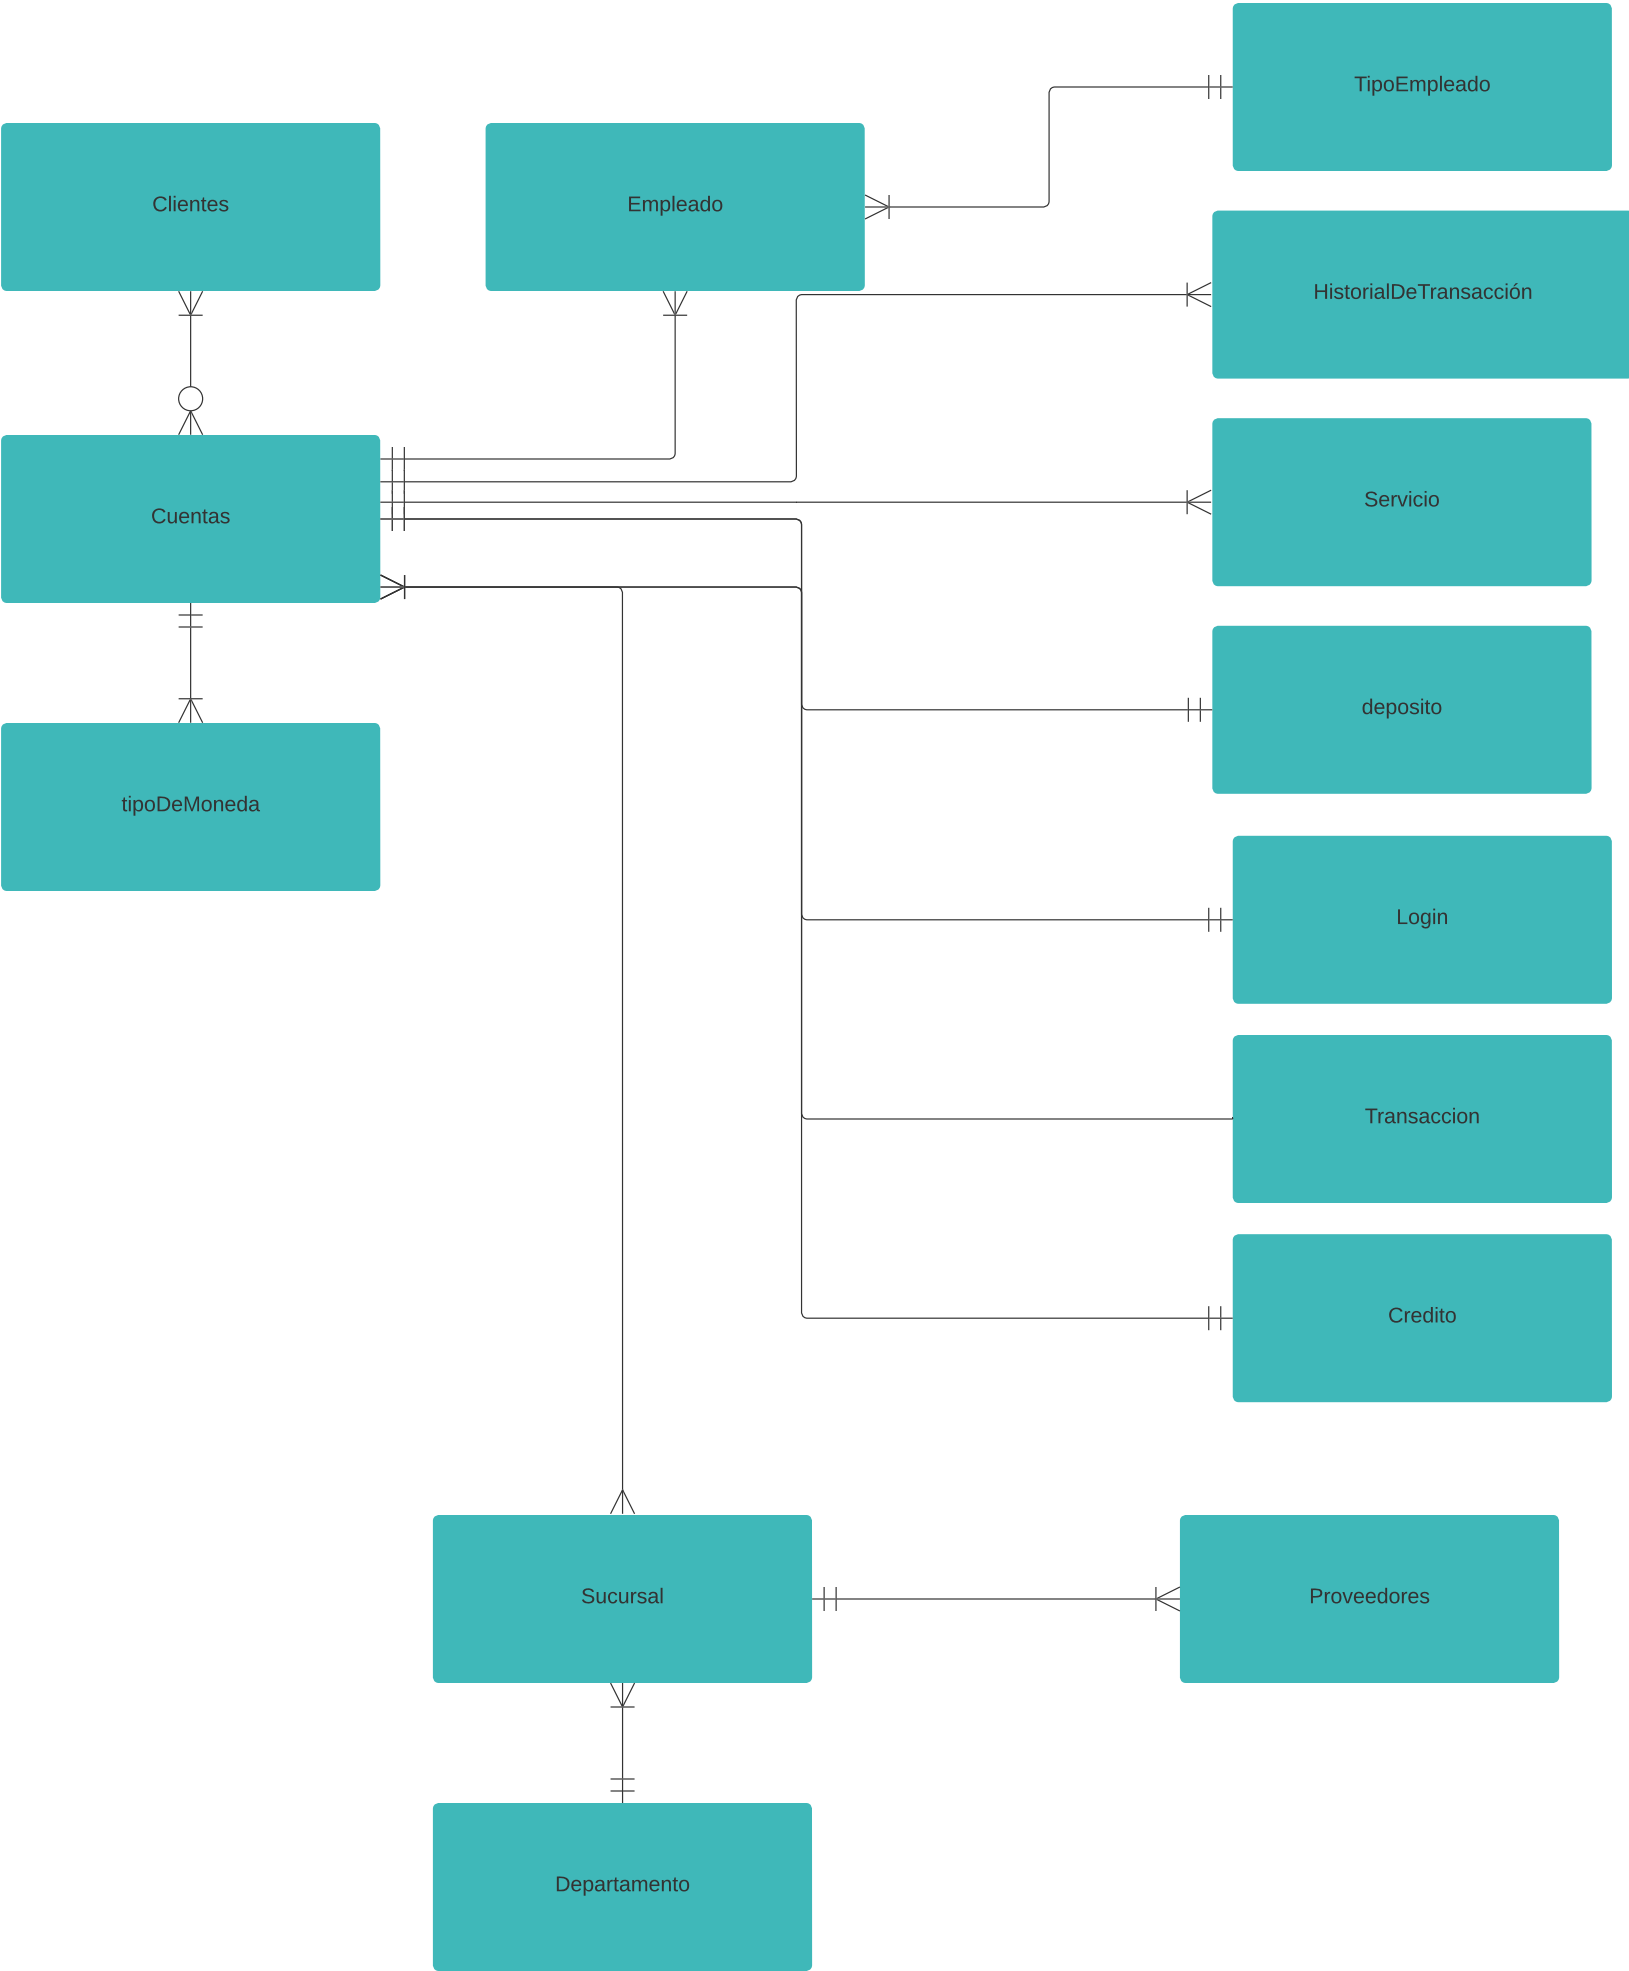 TipoEmpleado
Clientes
Empleado
HistorialDeTransacción
Servicio
Cuentas
deposito
tipoDeMoneda
Login
Transaccion
Credito
Sucursal
Proveedores
Departamento